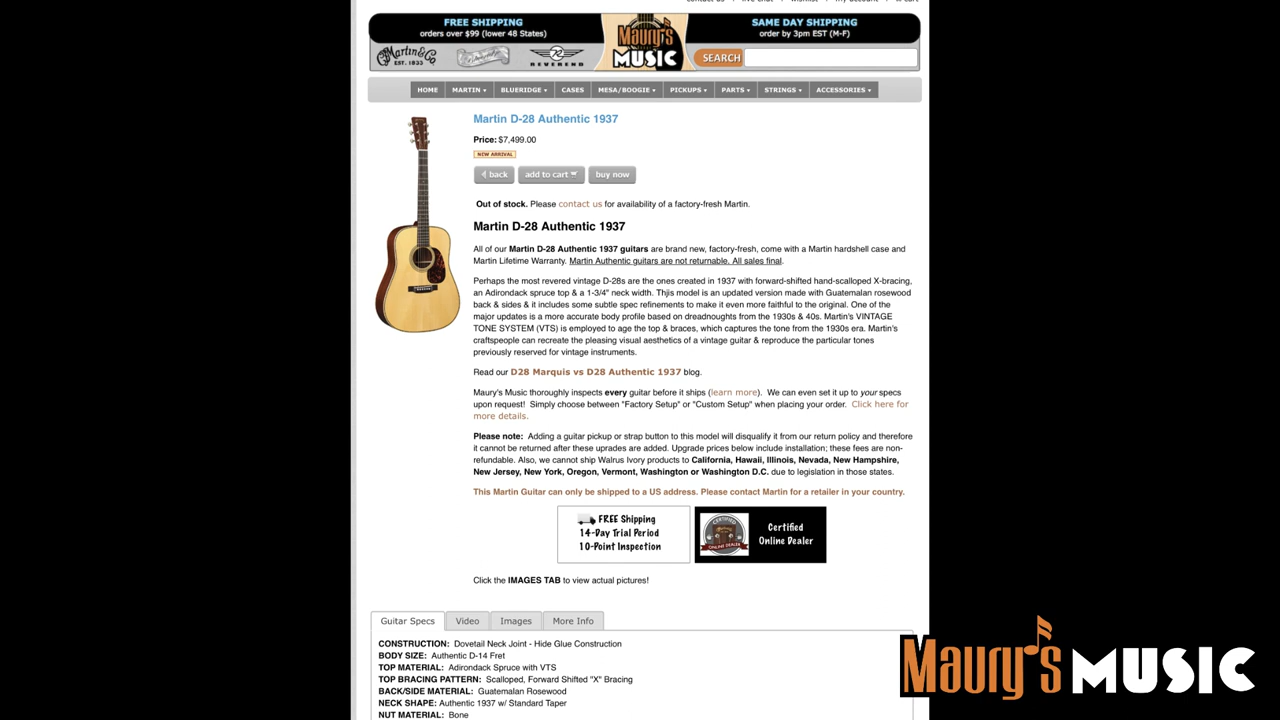 contact us / live chat / wishlist / my account / cart
FREE SHIPPING
orders over $99 (lower 48 States)
Maury's
MUSIC
SAME DAY SHIPPING
order by 3pm EST (M-F)
Martin & Co
EST. 1833
REVEREND
SEARCH
HOME MARTIN BLUERIDGE CASES MESA/BOOGIE PICKUPS PARTS STRINGS ACCESSORIES
Martin D-28 Authentic 1937
Price: $7,499.00
NEW ARRIVAL
back add to cart buy now
Out of stock. Please contact us for availability of a factory-fresh Martin.
Martin D-28 Authentic 1937
All of our Martin D-28 Authentic 1937 guitars are brand new, factory-fresh, come with a Martin hardshell case and
Martin Lifetime Warranty. Martin Authentic guitars are not returnable. All sales final.
Perhaps the most revered vintage D-28s are the ones created in 1937 with forward-shifted hand-scalloped X-bracing,
an Adirondack spruce top & a 1-3/4" neck width. Thjis model is an updated version made with Guatemalan rosewood
back & sides & it includes some subtle spec refinements to make it even more faithful to the original. One of the
major updates is a more accurate body profile based on dreadnoughts from the 1930s & 40s. Martin's VINTAGE
TONE SYSTEM (VTS) is employed to age the top & braces, which captures the tone from the 1930s era. Martin's
craftspeople can recreate the pleasing visual aesthetics of a vintage guitar & reproduce the particular tones
previously reserved for vintage instruments.
Read our D28 Marquis vs D28 Authentic 1937 blog.
Maury's Music thoroughly inspects every guitar before it ships (learn more). We can even set it up to your specs
upon request! Simply choose between "Factory Setup" or "Custom Setup" when placing your order. Click here for
more details.
Please note: Adding a guitar pickup or strap button to this model will disqualify it from our return policy and therefore
it cannot be returned after these uprades are added. Upgrade prices below include installation; these fees are non-
refundable. Also, we cannot ship Walrus Ivory products to California, Hawaii, Illinois, Nevada, New Hampshire,
New Jersey, New York, Oregon, Vermont, Washington or Washington D.C. due to legislation in those states.
This Martin Guitar can only be shipped to a US address. Please contact Martin for a retailer in your country.
FREE Shipping
14-Day Trial Period
10-Point Inspection
CERTIFIED
ONLINE DEALER
Certified
Online Dealer
Click the IMAGES TAB to view actual pictures!
Guitar Specs Video Images More Info
CONSTRUCTION: Dovetail Neck Joint - Hide Glue Construction
BODY SIZE: Authentic D-14 Fret
TOP MATERIAL: Adirondack Spruce with VTS
TOP BRACING PATTERN: Scalloped, Forward Shifted "X" Bracing
BACK/SIDE MATERIAL: Guatemalan Rosewood
NECK SHAPE: Authentic 1937 w/ Standard Taper
NUT MATERIAL: Bone
Maury's MUSIC